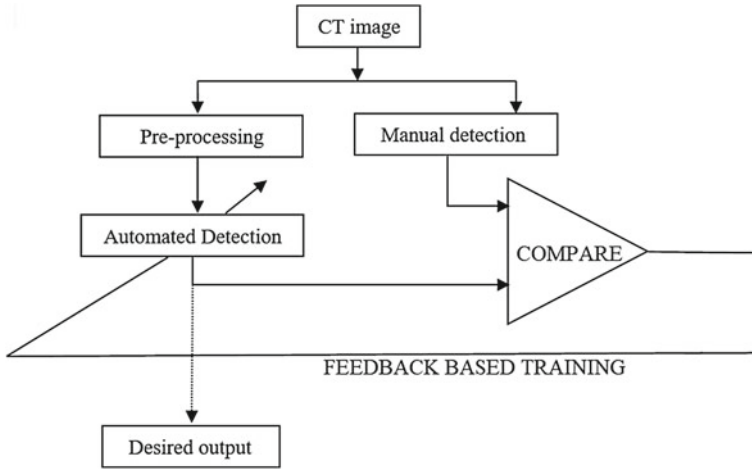 CT image
Pre-processing
Manual detection
Automated Detection
COMPARE
FEEDBACK BASED TRAINING
Desired output